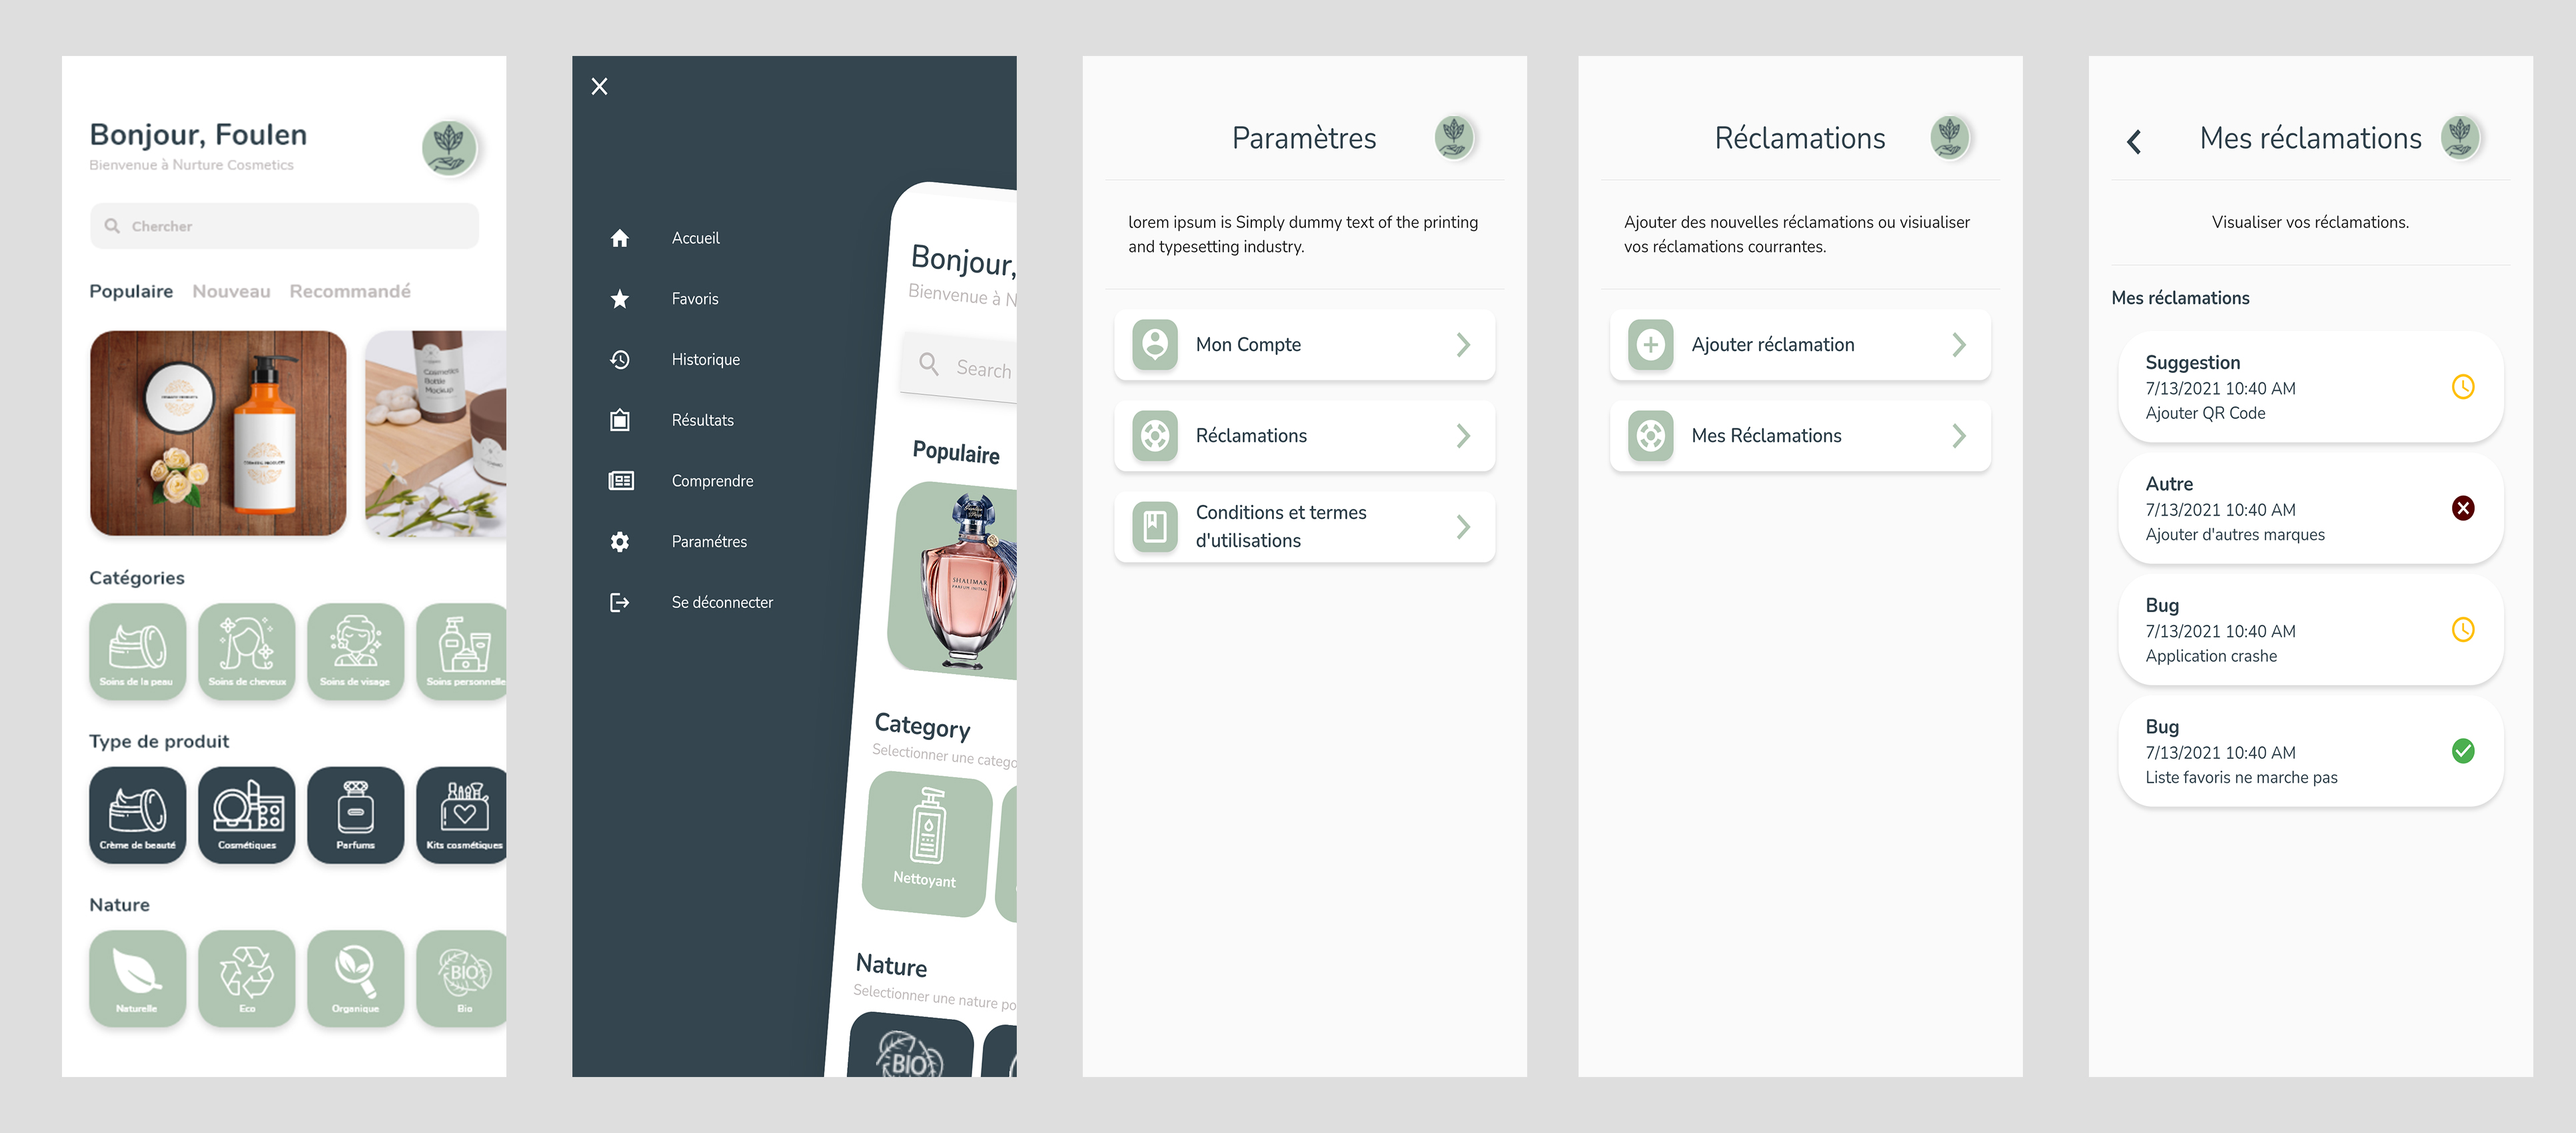 Bonjour, Foulen
Bienvenue à Nurture Cosmetics
Chercher
Populaire Nouveau Recommandé
Cosmetics
Bottle
Mockup
Catégories
Soins de la peau
Soins de cheveux
Soins de visage
Soins personnelle
Type de produit
Crème de beauté
Cosmétiques
Parfums
Kits cosmétiques
Nature
Naturelle
Eco
Organique
BIO
Bio
Accueil
Favoris
Historique
Résultats
Comprendre
Paramétres
Se déconnecter
Bonjour,
Bienvenue à N
Search
Populaire
SHALIMAR
PARFUM INITIAL
Category
Selectionner une catego
Nettoyant
Nature
Selectionner une nature po
BIO
Paramètres
lorem ipsum is Simply dummy text of the printing
and typesetting industry.
Mon Compte
Réclamations
Conditions et termes
d'utilisations
Réclamations
Ajouter des nouvelles réclamations ou visiualiser
vos réclamations courrantes.
Ajouter réclamation
Mes Réclamations
Mes réclamations
Visualiser vos réclamations.
Mes réclamations
Suggestion
7/13/2021 10:40 AM
Ajouter QR Code
Autre
7/13/2021 10:40 AM
Ajouter d'autres marques
Bug
7/13/2021 10:40 AM
Application crashe
Bug
7/13/2021 10:40 AM
Liste favoris ne marche pas